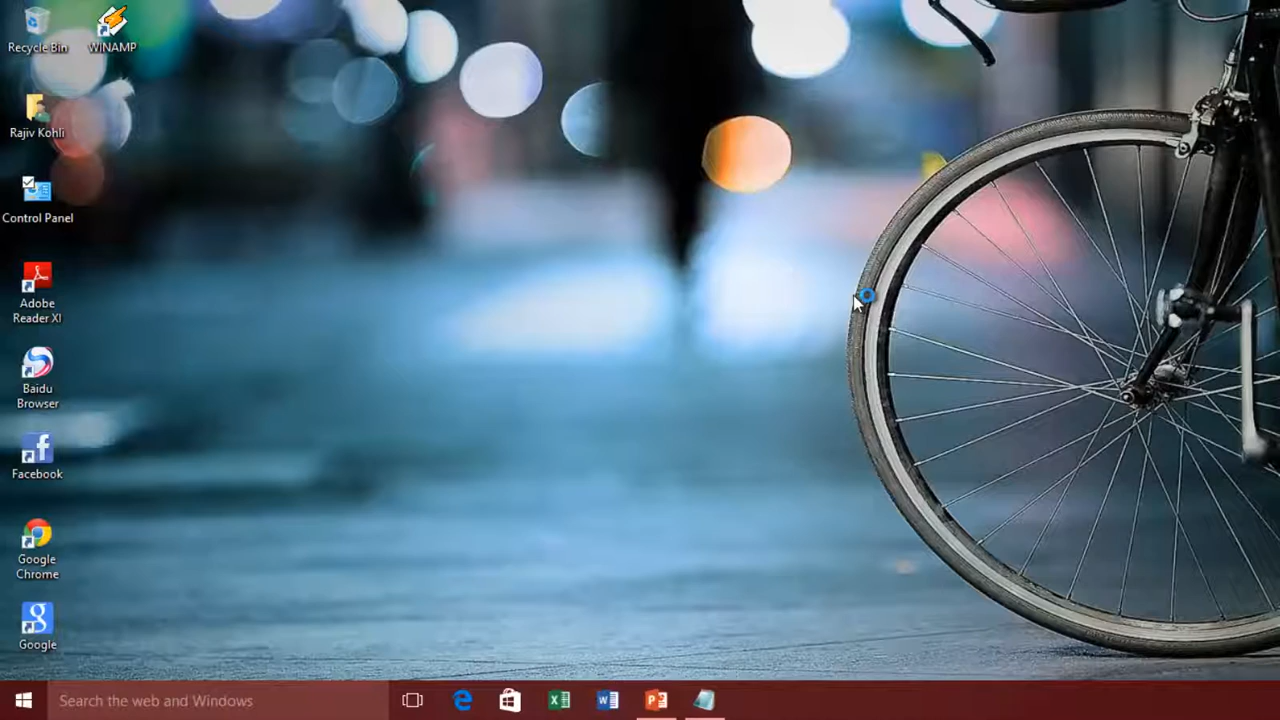 Recycle Bin
WINAMP
Rajiv Kohli
Control Panel
Adobe
Reader XI
Baidu
Browser
Facebook
Google
Chrome
Google
Search the web and Windows